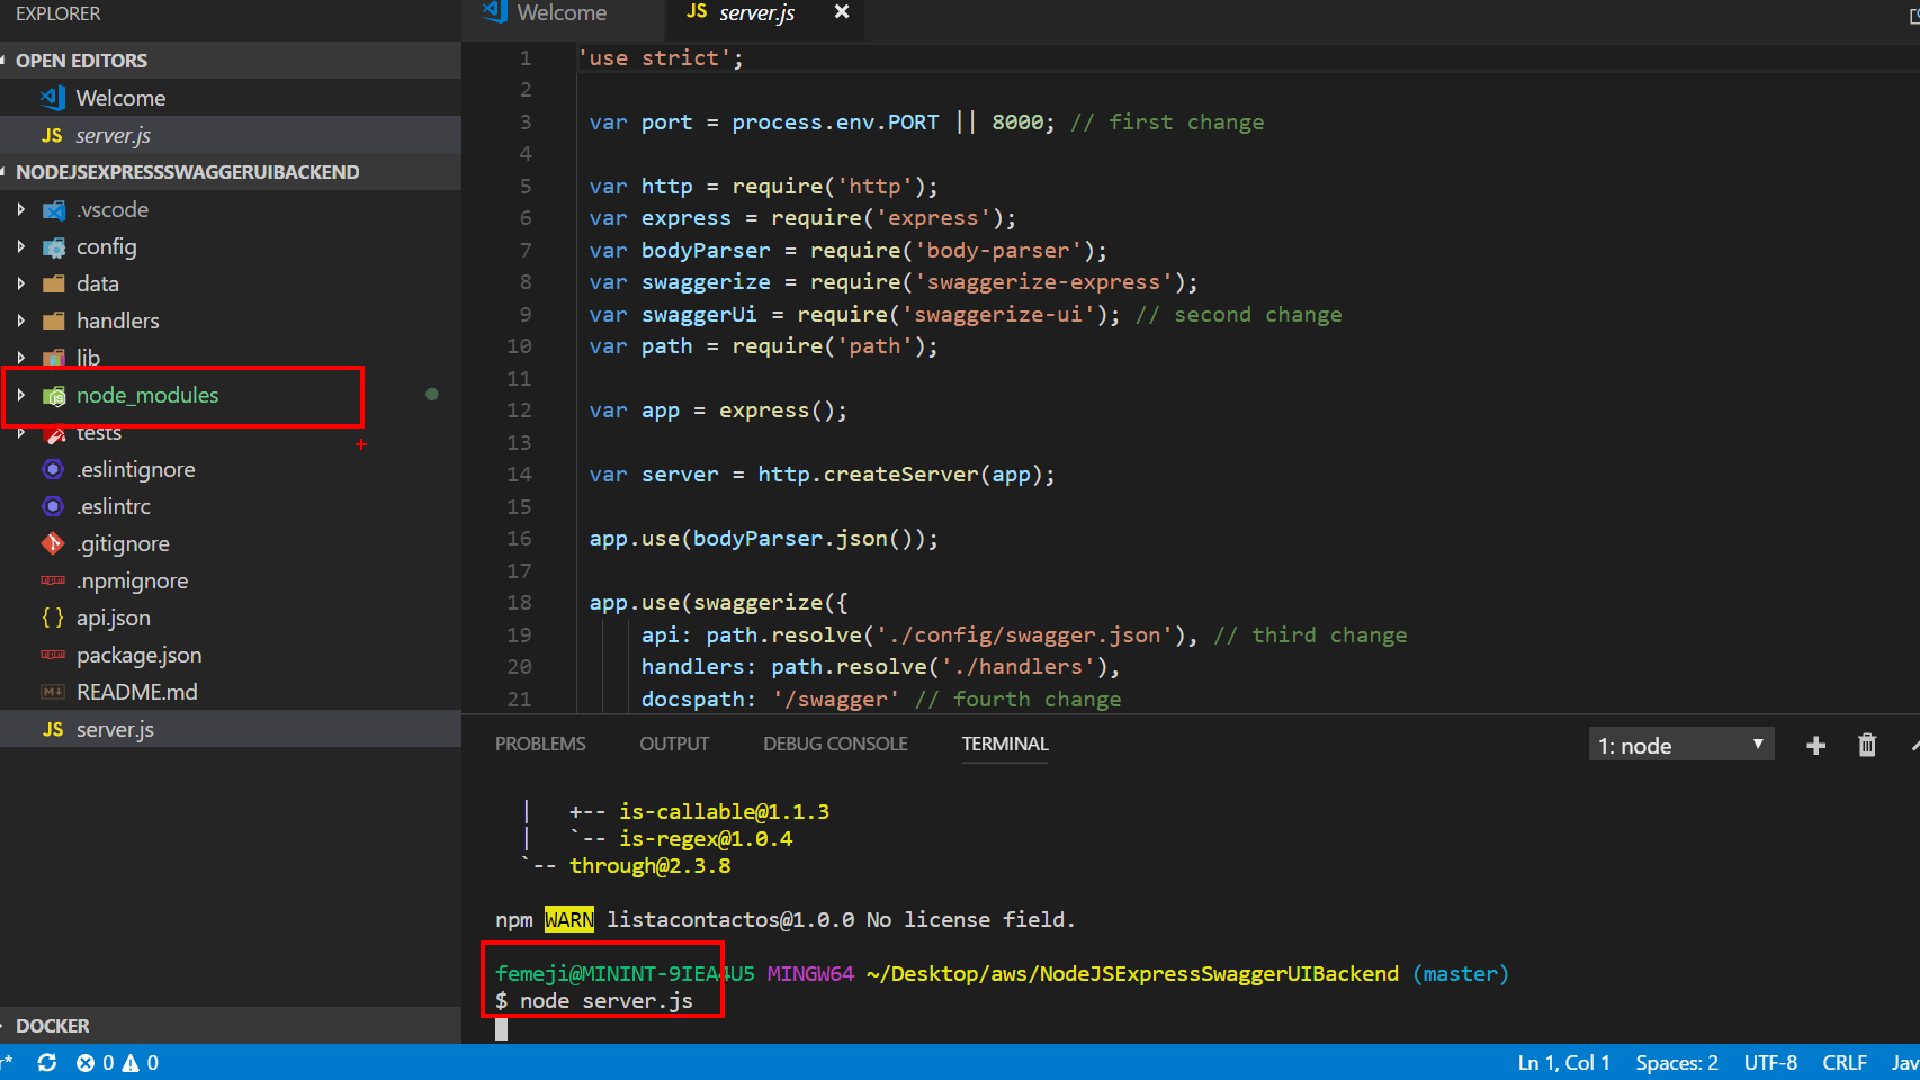 EXPLORER
OPEN EDITORS
Welcome
JS server.js
NODEJSEXPRESSSWAGGERUIBACKEND
.vscode
config
data
handlers
lib
node_modules
tests
.eslintignore
.eslintrc
.gitignore
.npmignore
{ } api.json
package.json
README.md
JS server.js
DOCKER
Welcome
JS server.js
1 'use strict';
2
3 var port = process.env.PORT || 8000; // first change
4
5 var http = require('http');
6 var express = require('express');
7 var bodyParser = require('body-parser');
8 var swaggerize = require('swaggerize-express');
9 var swaggerUi = require('swaggerize-ui'); // second change
10 var path = require('path');
11
12 var app = express();
13
14 var server = http.createServer(app);
15
16 app.use(bodyParser.json());
17
18 app.use(swaggerize({
19 api: path.resolve('./config/swagger.json'), // third change
20 handlers: path.resolve('./handlers'),
21 docspath: '/swagger' // fourth change
PROBLEMS OUTPUT DEBUG CONSOLE TERMINAL 1: node
| +-- is-callable@1.1.3
| `-- is-regex@1.0.4
`-- through@2.3.8
npm WARN listacontactos@1.0.0 No license field.
femeji@MININT-9IEA4U5 MINGW64 ~/Desktop/aws/NodeJSExpressSwaggerUIBackend (master)
$ node server.js
r* 0 0 Ln 1, Col 1 Spaces: 2 UTF-8 CRLF Jav